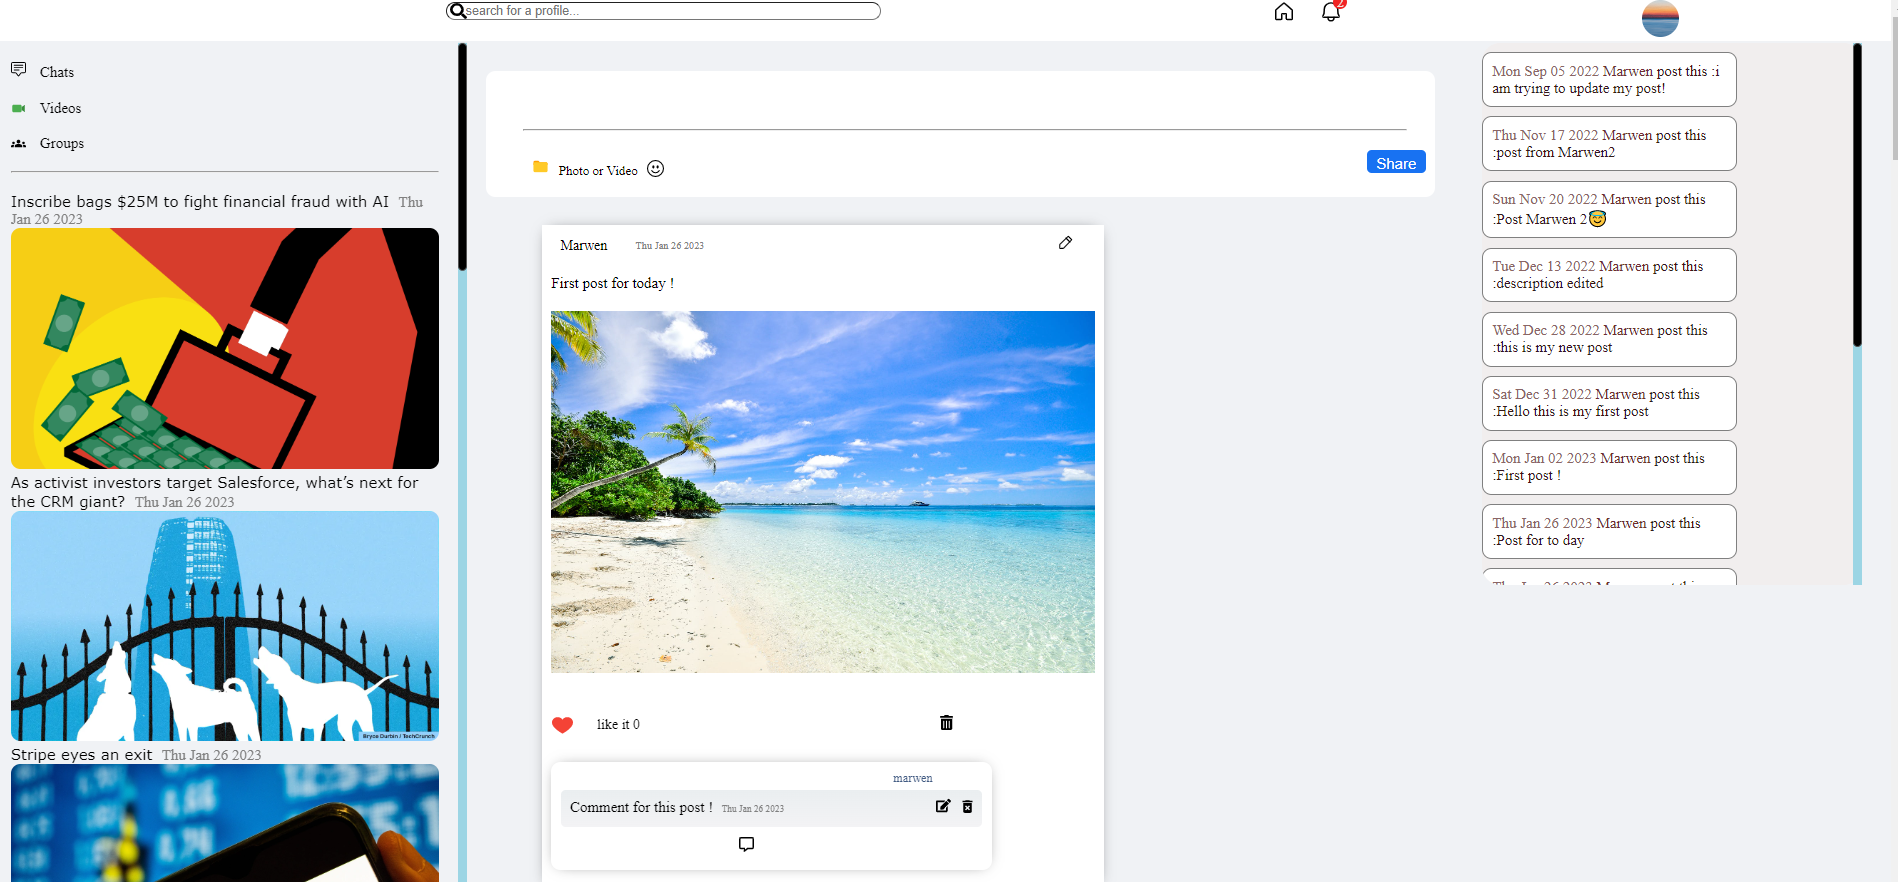 search for a profile...
2
Chats
Videos
Groups
Inscribe bags $25M to fight financial fraud with AI Thu
Jan 26 2023
As activist investors target Salesforce, what’s next for
the CRM giant? Thu Jan 26 2023
Bryce Durbin / TechCrunch
Stripe eyes an exit Thu Jan 26 2023
Photo or Video
Share
Marwen Thu Jan 26 2023
First post for today !
like it 0
marwen
Comment for this post ! Thu Jan 26 2023
Mon Sep 05 2022 Marwen post this :i
am trying to update my post!
Thu Nov 17 2022 Marwen post this
:post from Marwen2
Sun Nov 20 2022 Marwen post this
:Post Marwen 2😇
Tue Dec 13 2022 Marwen post this
:description edited
Wed Dec 28 2022 Marwen post this
:this is my new post
Sat Dec 31 2022 Marwen post this
:Hello this is my first post
Mon Jan 02 2023 Marwen post this
:First post !
Thu Jan 26 2023 Marwen post this
:Post for to day
Thu Jan 26 2023 Marwen post this